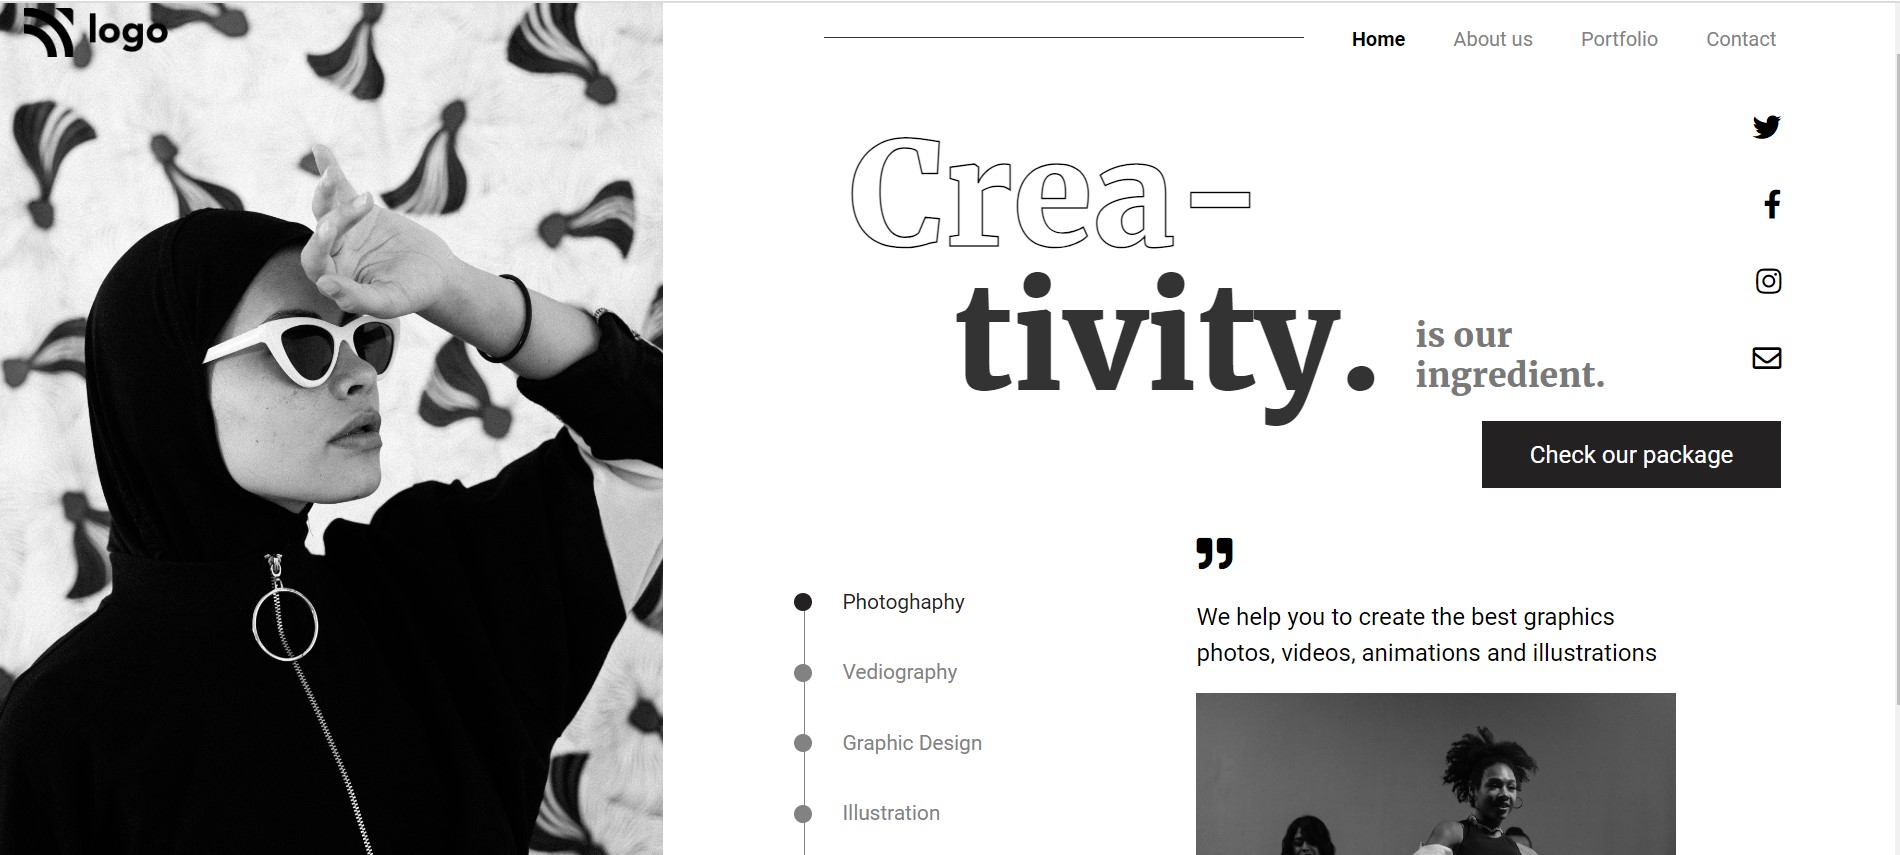 logo
Home About us Portfolio Contact
Crea-
tivity.
is our
ingredient.
Check our package
We help you to create the best graphics
photos, videos, animations and illustrations
Photoghaphy
Vediography
Graphic Design
Illustration